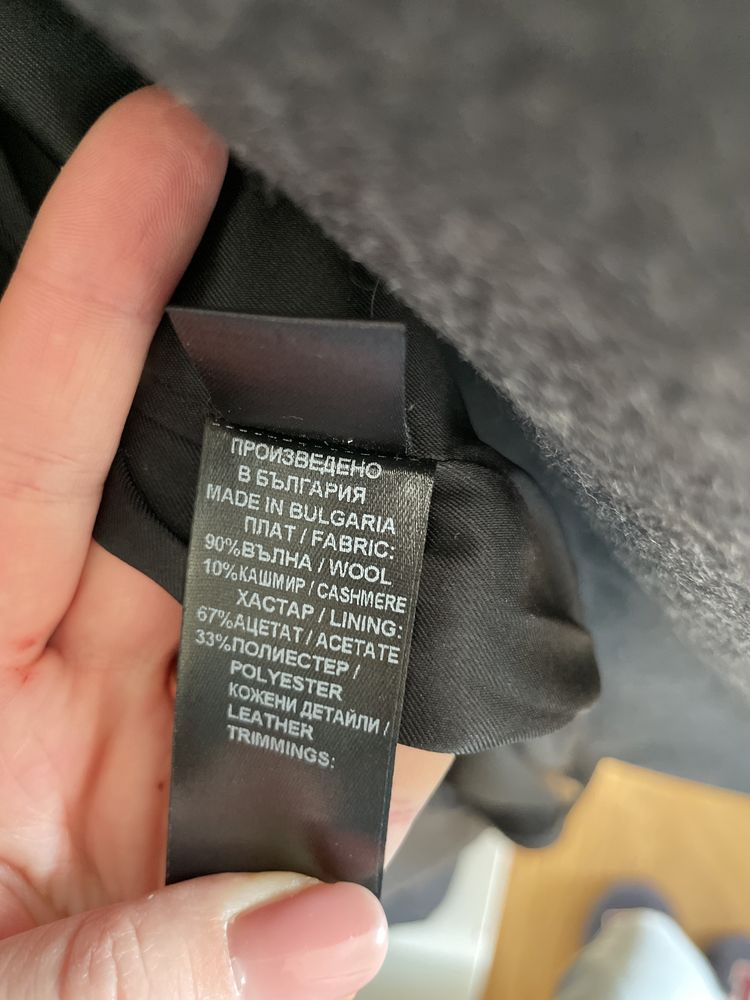 ПРОИЗВЕДЕНО
В БЪЛГАРИЯ
MADE IN BULGARIA
ПЛАТ / FABRIC:
90%ВЪЛНА / WOOL
10%КАШМИР / CASHMERE
ХАСТАР / LINING:
67%АЦЕТАТ / ACETATE
33%ПОЛИЕСТЕР /
POLYESTER
КОЖЕНИ ДЕТАЙЛИ /
LEATHER
TRIMMINGS: